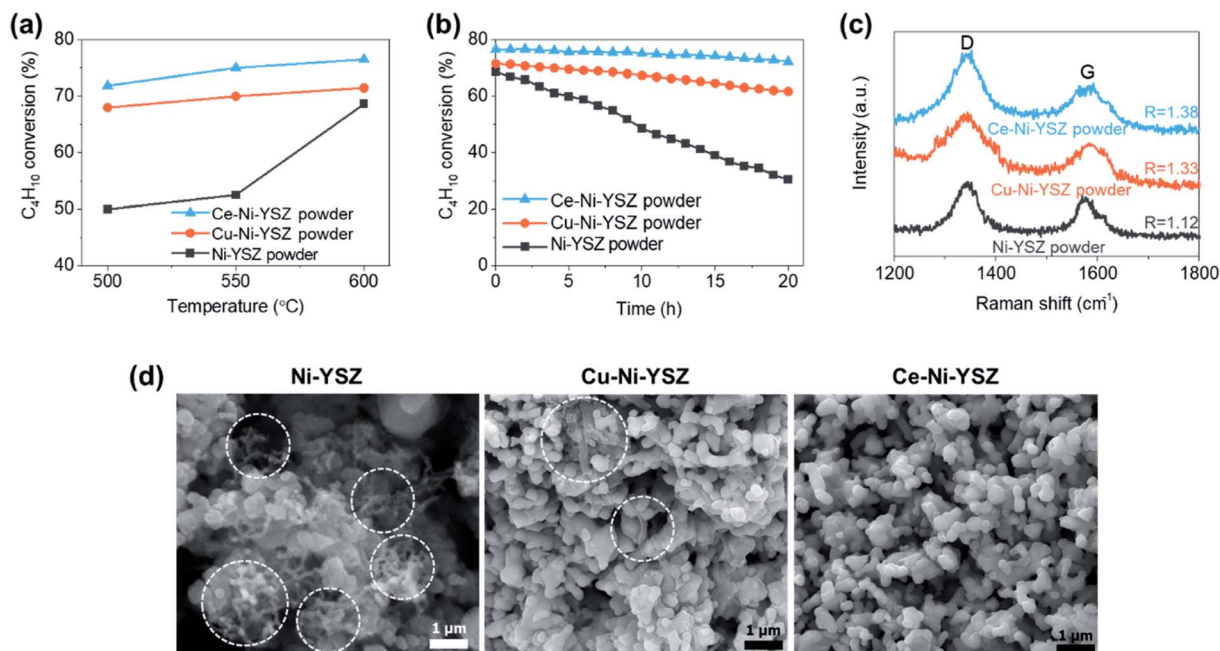 (a)
C₄H₁₀ conversion (%)
80
70
60
50
40
500
550
600
Temperature (°C)
Ce-Ni-YSZ powder
Cu-Ni-YSZ powder
Ni-YSZ powder
(b)
C₄H₁₀ conversion (%)
80
60
40
20
0
0
5
10
15
20
Time (h)
Ce-Ni-YSZ powder
Cu-Ni-YSZ powder
Ni-YSZ powder
(c)
Intensity (a.u.)
D
G
R=1.38
Ce-Ni-YSZ powder
R=1.33
Cu-Ni-YSZ powder
R=1.12
Ni-YSZ powder
1200
1400
1600
1800
Raman shift (cm⁻¹)
(d)
Ni-YSZ
Cu-Ni-YSZ
Ce-Ni-YSZ
1 μm
1 μm
1 μm